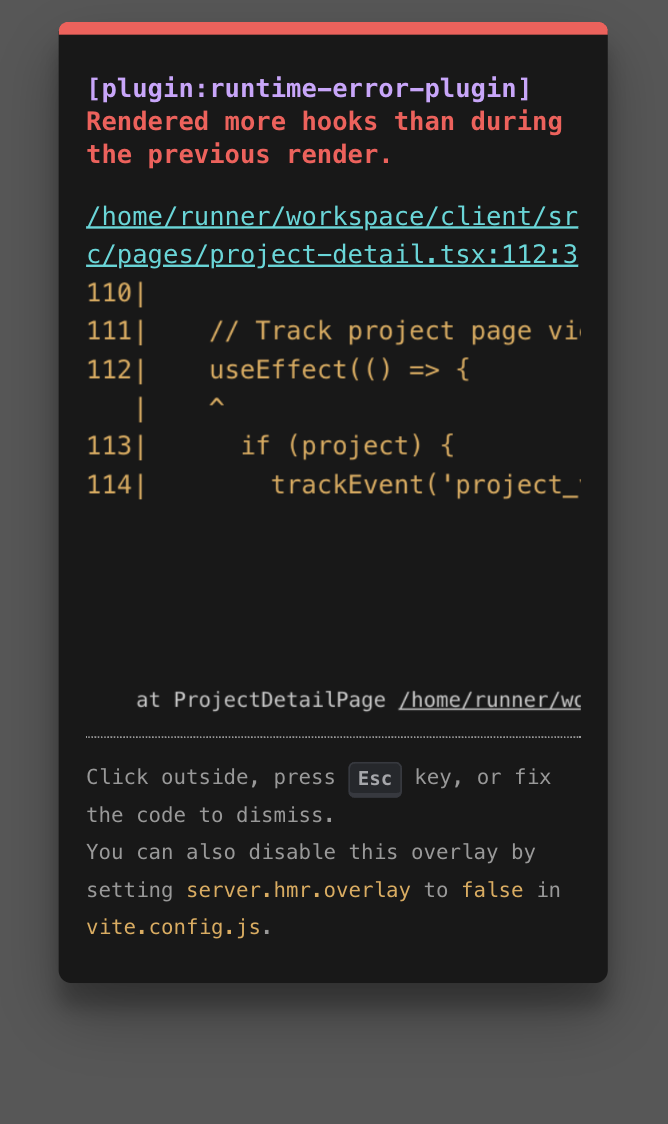 [plugin:runtime-error-plugin]
Rendered more hooks than during
the previous render.
/home/runner/workspace/client/sr
c/pages/project-detail.tsx:112:3
110|
111|    // Track project page vi
112|    useEffect(() => {
   |    ^
113|      if (project) {
114|        trackEvent('project_
at ProjectDetailPage /home/runner/wo
Click outside, press Esc key, or fix
the code to dismiss.
You can also disable this overlay by
setting server.hmr.overlay to false in
vite.config.js.